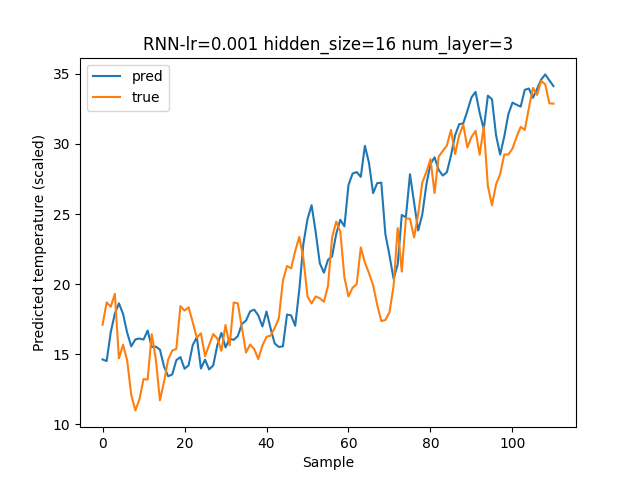 RNN-lr=0.001 hidden_size=16 num_layer=3
pred
true
Predicted temperature (scaled)
35
30
25
20
15
10
0
20
40
60
80
100
Sample